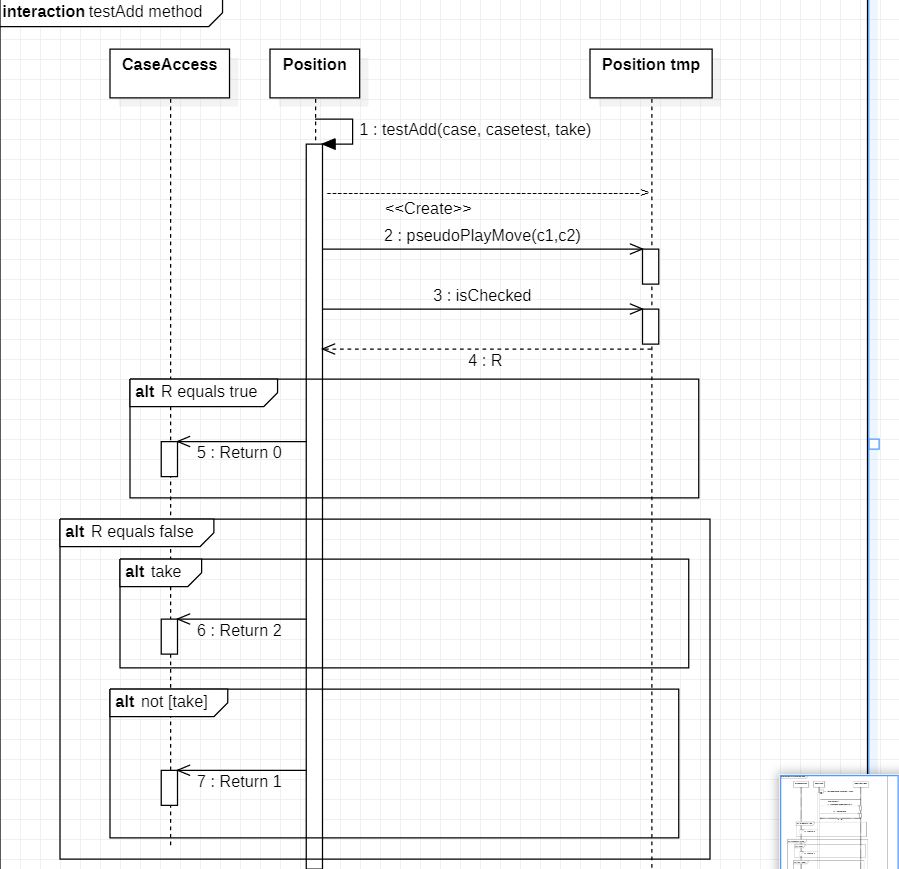 interaction testAdd method
CaseAccess
Position
Position tmp
1 : testAdd(case, casetest, take)
<<Create>>
2 : pseudoPlayMove(c1,c2)
3 : isChecked
4 : R
alt R equals true
5 : Return 0
alt R equals false
alt take
6 : Return 2
alt not [take]
7 : Return 1